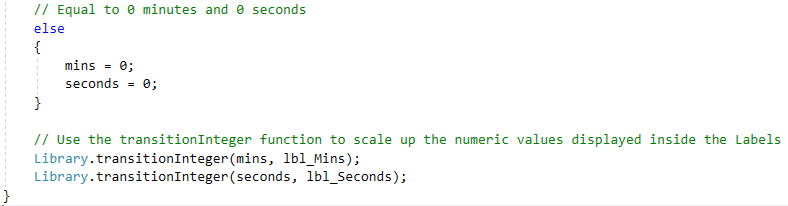 // Equal to 0 minutes and 0 seconds
else
{
mins = 0;
seconds = 0;
}
// Use the transitionInteger function to scale up the numeric values displayed inside the Labels
Library.transitionInteger(mins, lbl_Mins);
Library.transitionInteger(seconds, lbl_Seconds);
}